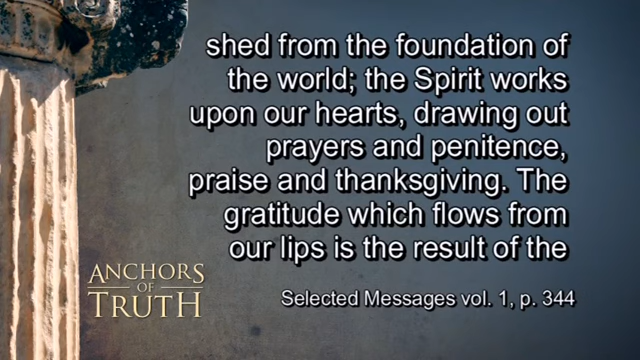 shed from the foundation of
the world; the Spirit works
upon our hearts, drawing out
prayers and penitence,
praise and thanksgiving. The
gratitude which flows from
our lips is the result of the
Selected Messages vol. 1, p. 344
ANCHORS
OF
TRUTH